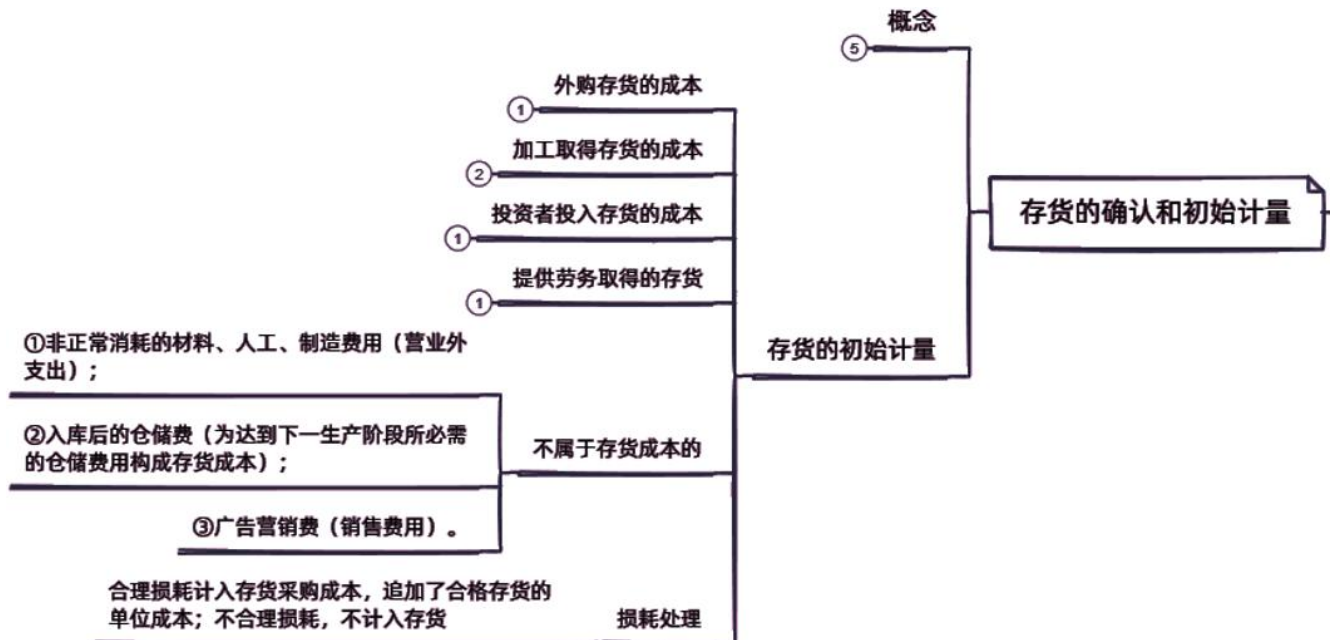 概念
⑤
外购存货的成本
①
加工取得存货的成本
②
投资者投入存货的成本
①
提供劳务取得的存货
①
存货的确认和初始计量
存货的初始计量
①非正常消耗的材料、人工、制造费用（营业外
支出）；
②入库后的仓储费（为达到下一生产阶段所必需
的仓储费用构成存货成本）；
③广告营销费（销售费用）。
不属于存货成本的
合理损耗计入存货采购成本，追加了合格存货的
单位成本；不合理损耗，不计入存货
损耗处理